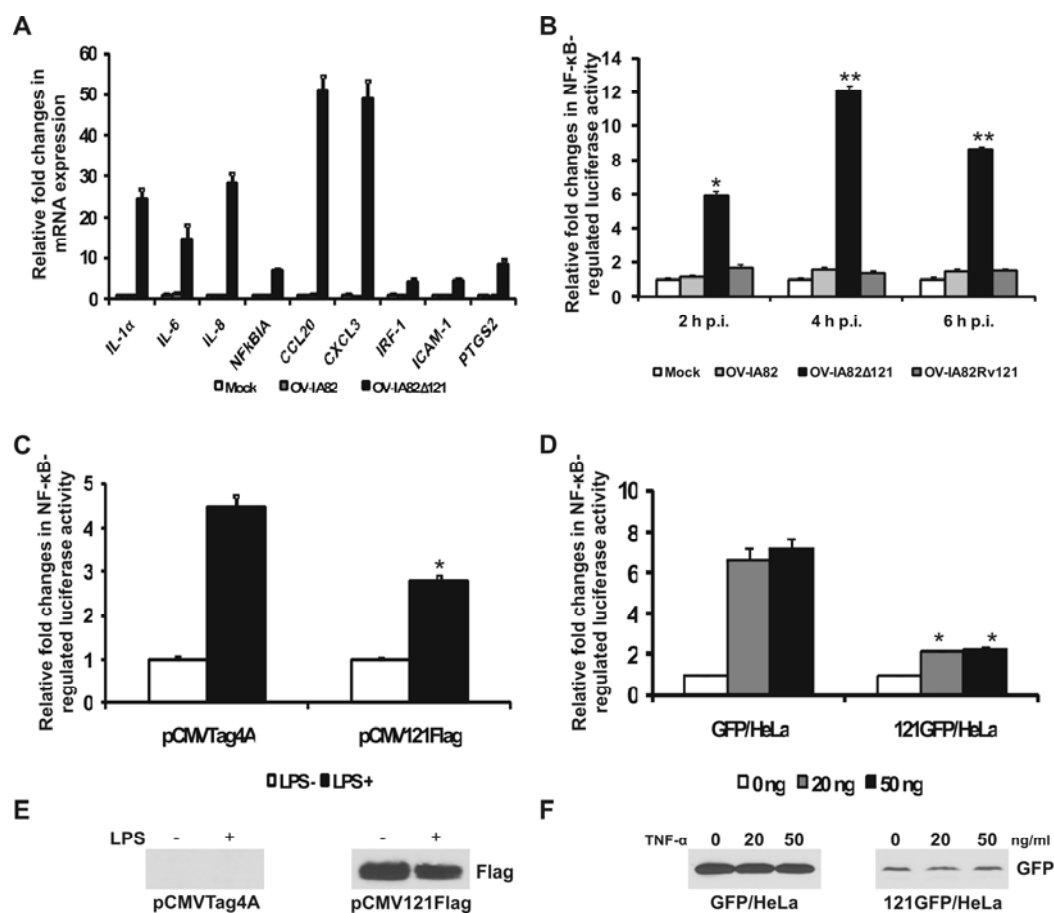 A
Relative fold changes in
mRNA expression
60
50
40
30
20
10
0
IL-1α
IL-6
IL-8
NFkBIA
CCL20
CXCL3
IRF-1
ICAM-1
PTGS2
Mock OV-IA82 OV-IA82Δ121
B
Relative fold changes in NF-κB-
regulated luciferase activity
14
12
10
8
6
4
2
0
*
**
**
2 h p.i. 4 h p.i. 6 h p.i.
Mock OV-IA82 OV-IA82Δ121 OV-IA82Rv121
C
Relative fold changes in NF-κB-
regulated luciferase activity
5
4
3
2
1
0
*
pCMVTag4A pCMV121Flag
LPS- LPS+
D
Relative fold changes in NF-κB-
regulated luciferase activity
10
8
6
4
2
0
* *
GFP/HeLa 121GFP/HeLa
0 ng 20 ng 50 ng
E
LPS - + - +
Flag
pCMVTag4A pCMV121Flag
F
TNF-α 0 20 50 0 20 50 ng/ml
GFP
GFP/HeLa 121GFP/HeLa